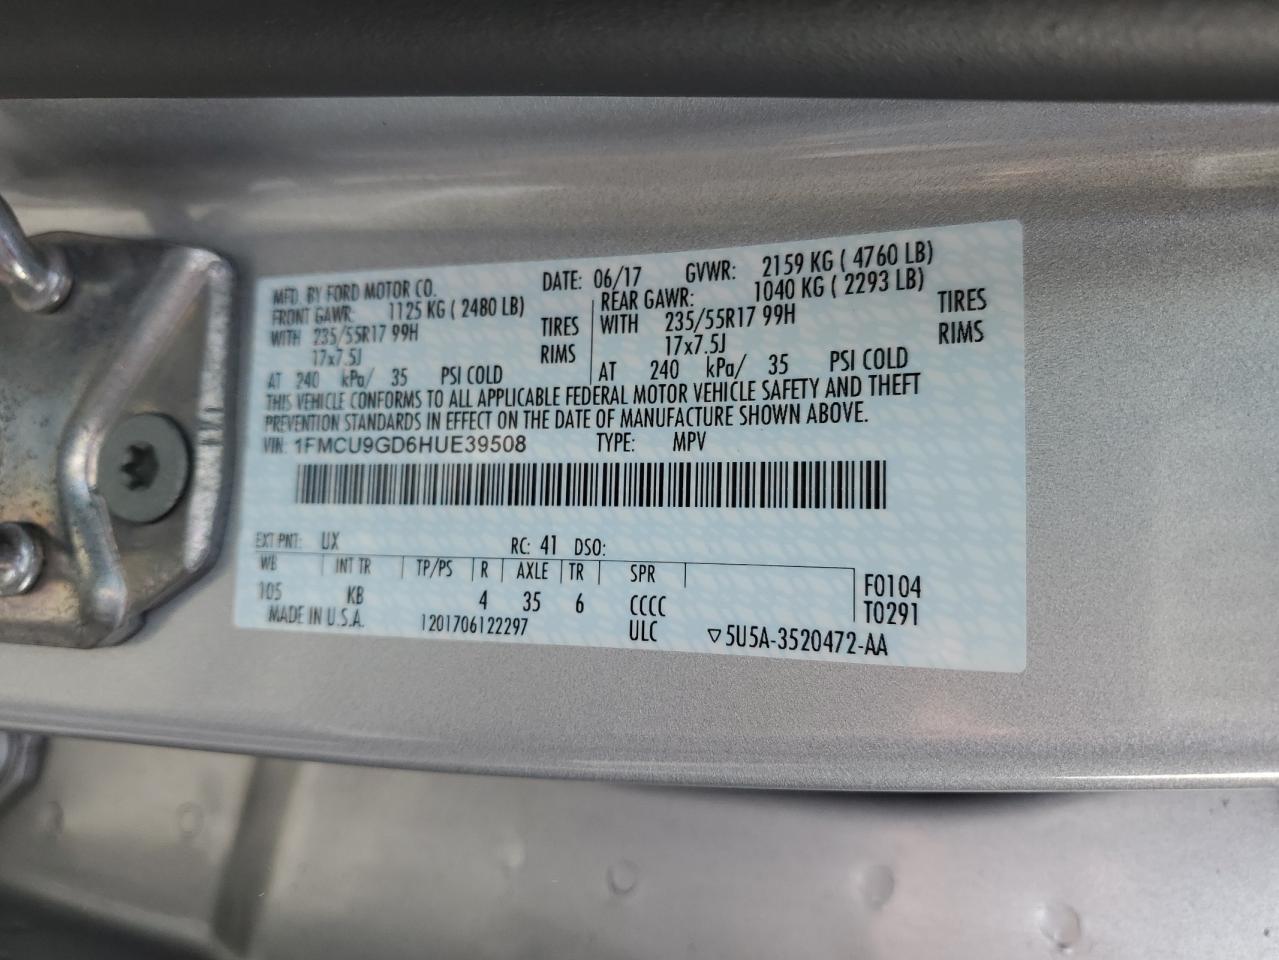 MFD. BY FORD MOTOR CO. DATE: 06/17 GVWR: 2159 KG ( 4760 LB)
FRONT GAWR: 1125 KG ( 2480 LB) REAR GAWR: 1040 KG ( 2293 LB)
WITH 235/55R17 99H TIRES WITH 235/55R17 99H TIRES
17x7.5J RIMS 17x7.5J RIMS
AT 240 kPa/ 35 PSI COLD AT 240 kPa/ 35 PSI COLD
THIS VEHICLE CONFORMS TO ALL APPLICABLE FEDERAL MOTOR VEHICLE SAFETY AND THEFT
PREVENTION STANDARDS IN EFFECT ON THE DATE OF MANUFACTURE SHOWN ABOVE.
VIN: 1FMCU9GD6HUE39508 TYPE: MPV
EXT PNT: UX RC: 41 DSO:
WB INT TR TP/PS R AXLE TR SPR F0104
105 KB 4 35 6 CCCC T0291
MADE IN U.S.A. 1201706122297 ULC ▽5U5A-3520472-AA